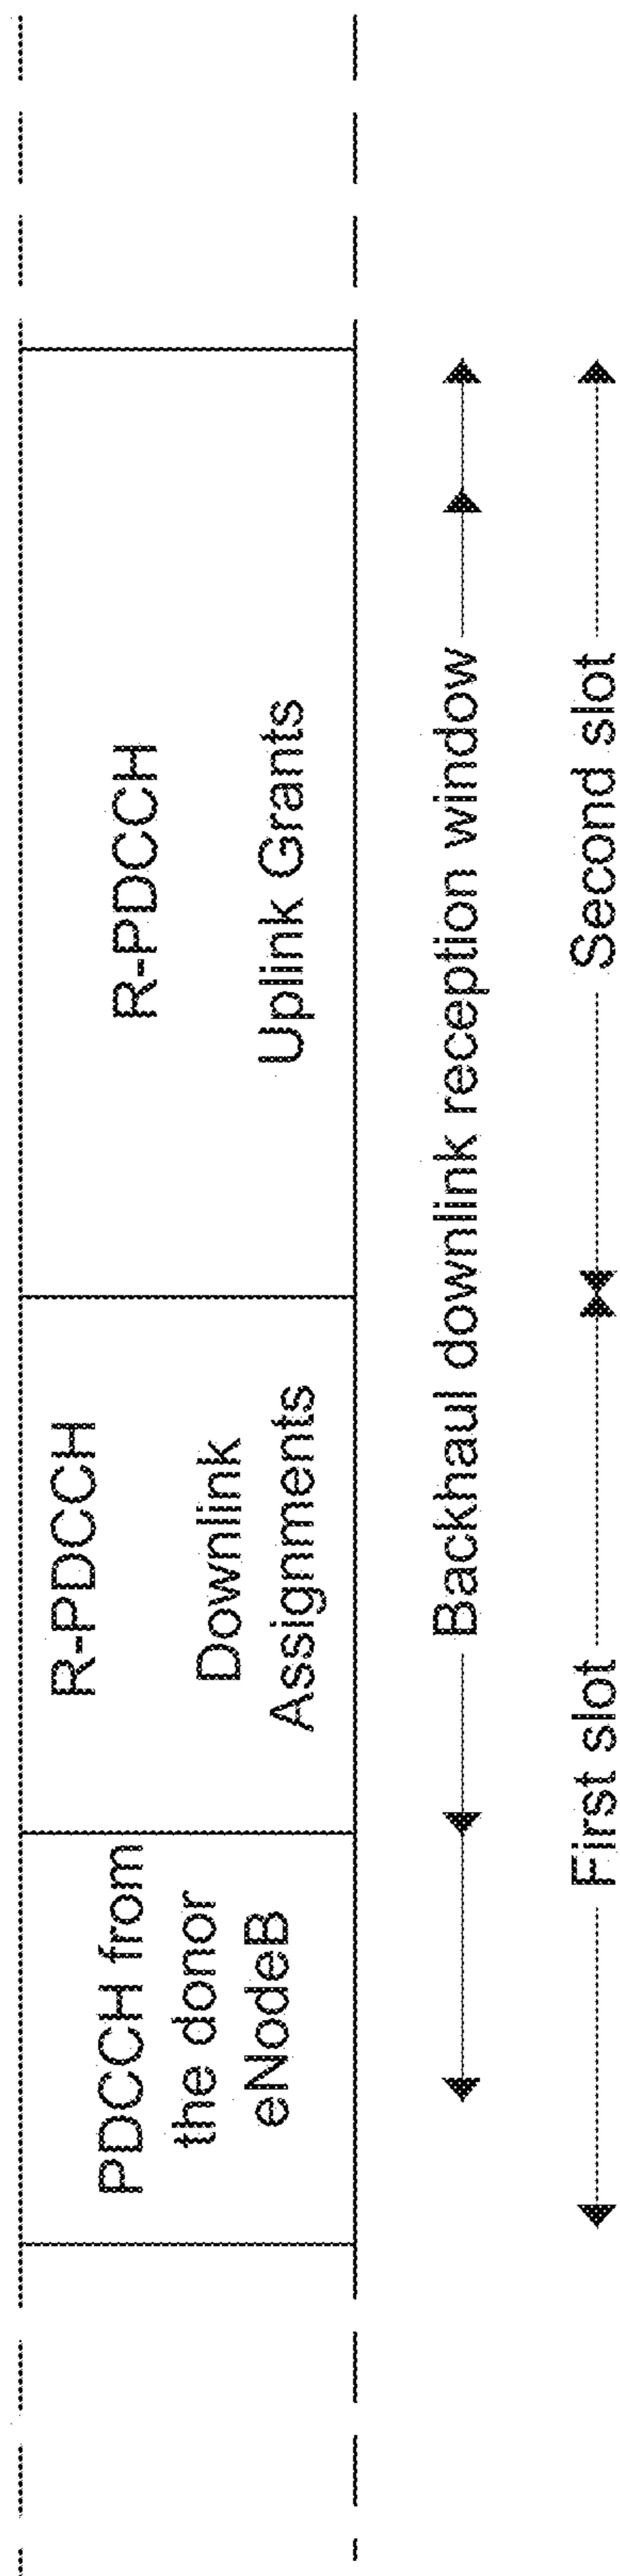 PDCCH from
the donor
eNodeB
R-PDCCH
Downlink
Assignments
R-PDCCH
Uplink Grants
Backhaul downlink reception window
First slot
Second slot